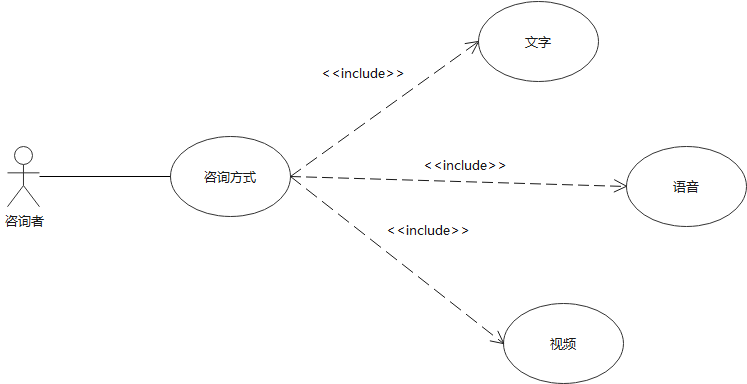 文字
<<include>>
<<include>>
语音
咨询方式
咨询者
<<include>>
视频